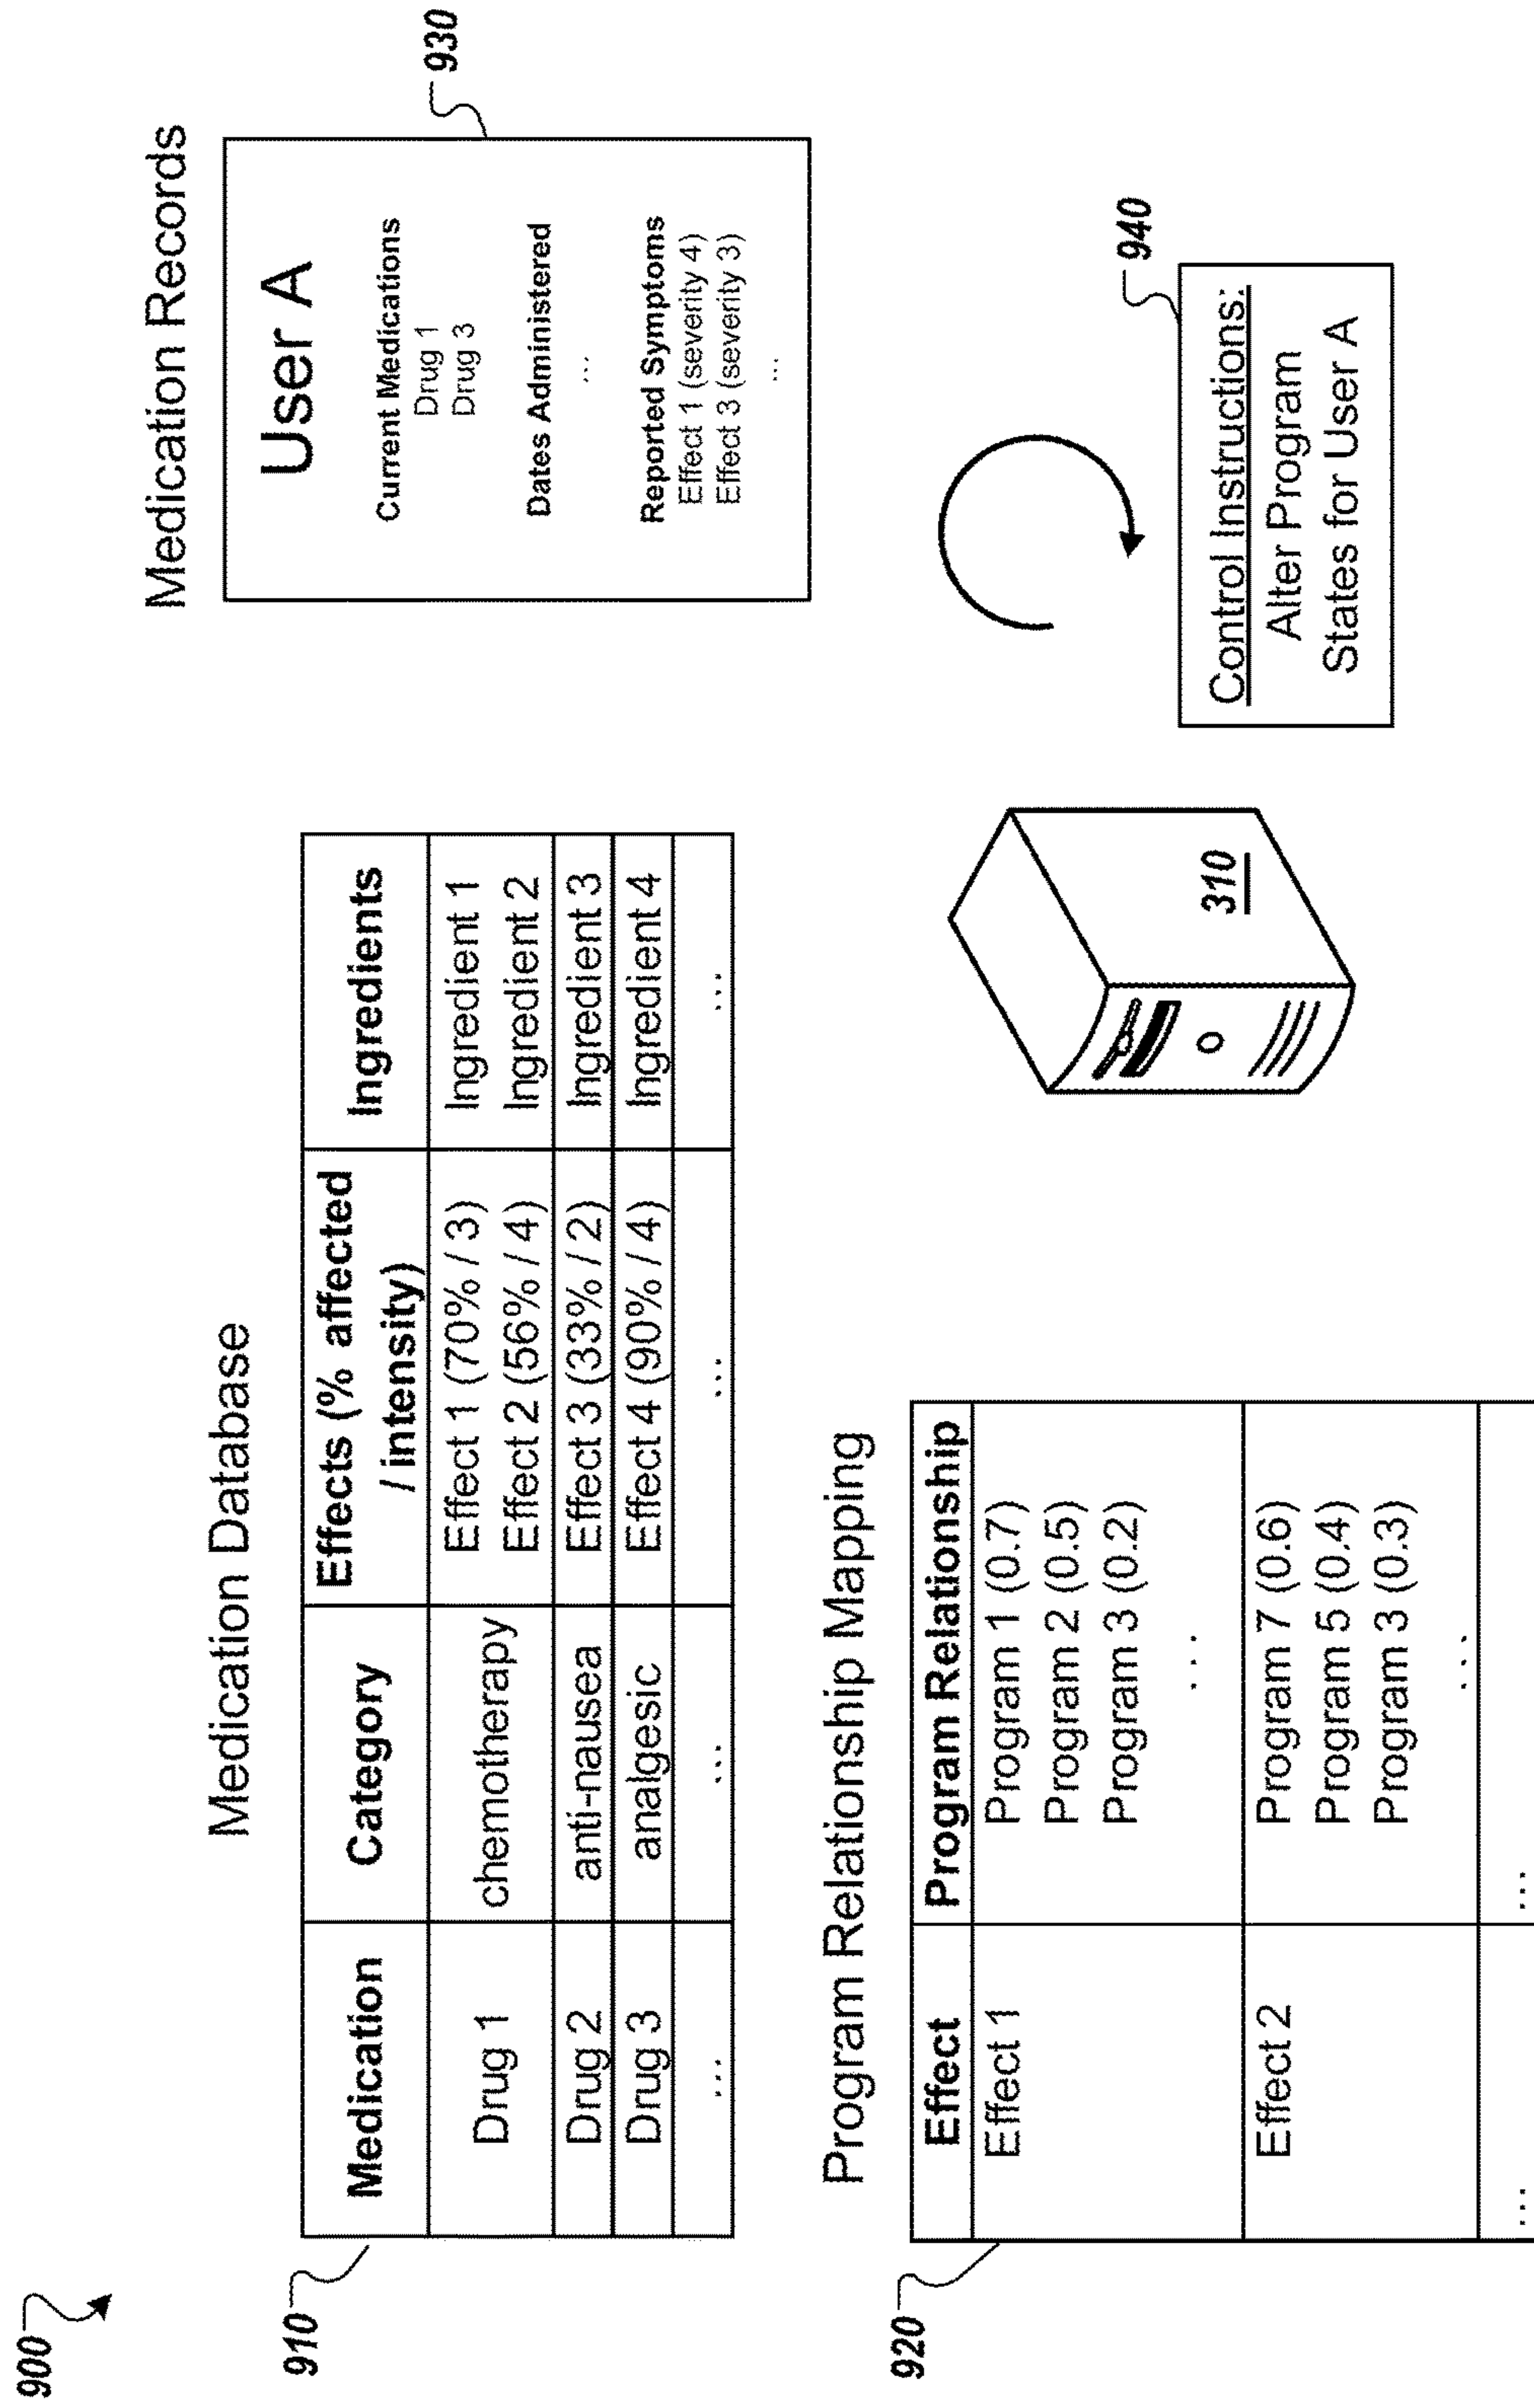 900
Medication Database
910
Medication Category Effects (% affected / intensity) Ingredients
Drug 1 chemotherapy Effect 1 (70% / 3) Ingredient 1
Effect 2 (56% / 4) Ingredient 2
Drug 2 anti-nausea Effect 3 (33% / 2) Ingredient 3
Drug 3 analgesic Effect 4 (90% / 4) Ingredient 4
... ... ... ...
Medication Records
930
User A
Current Medications
Drug 1
Drug 3
Dates Administered
...
Reported Symptoms
Effect 1 (severity 4)
Effect 3 (severity 3)
...
Program Relationship Mapping
920
Effect Program Relationship
Effect 1 Program 1 (0.7)
Program 2 (0.5)
Program 3 (0.2)
...
Effect 2 Program 7 (0.6)
Program 5 (0.4)
Program 3 (0.3)
...
... ...
310
940
Control Instructions:
Alter Program
States for User A